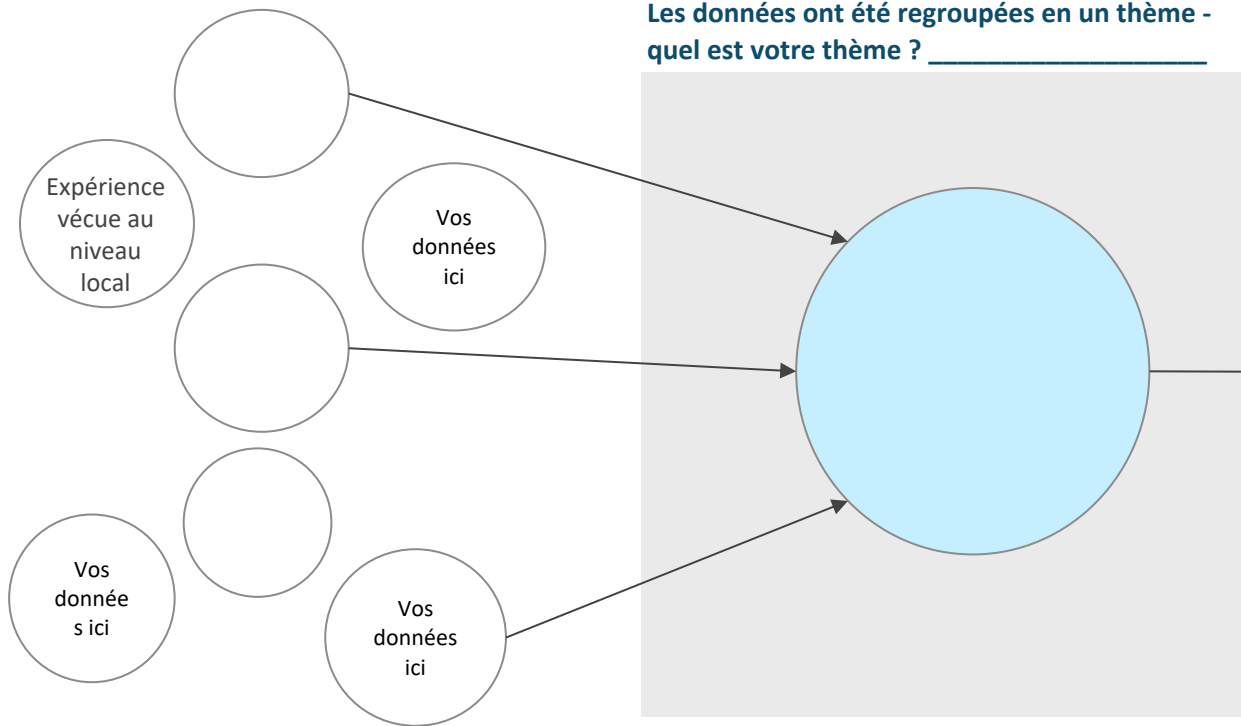 Les données ont été regroupées en un thème -
quel est votre thème ? ___________________
Expérience
vécue au
niveau
local
Vos
données
ici
Vos
donnée
s ici
Vos
données
ici